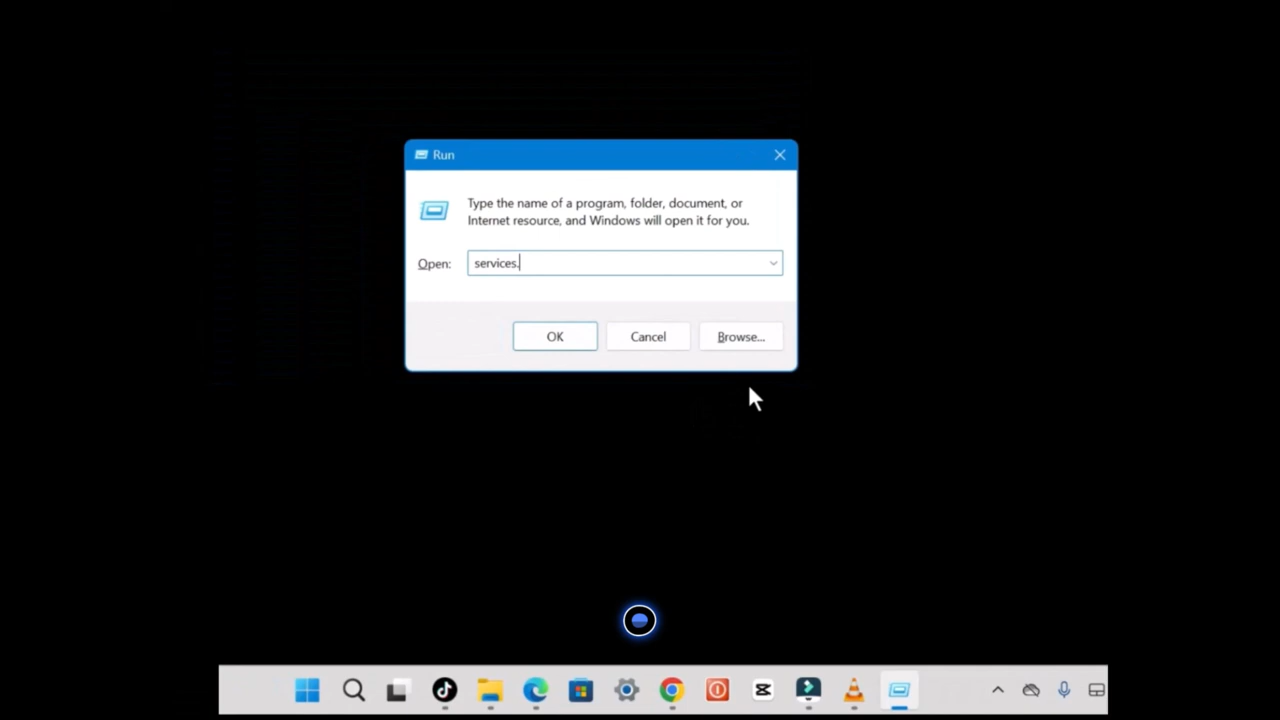 Run
Type the name of a program, folder, document, or
Internet resource, and Windows will open it for you.
Open:
services.
OK
Cancel
Browse...